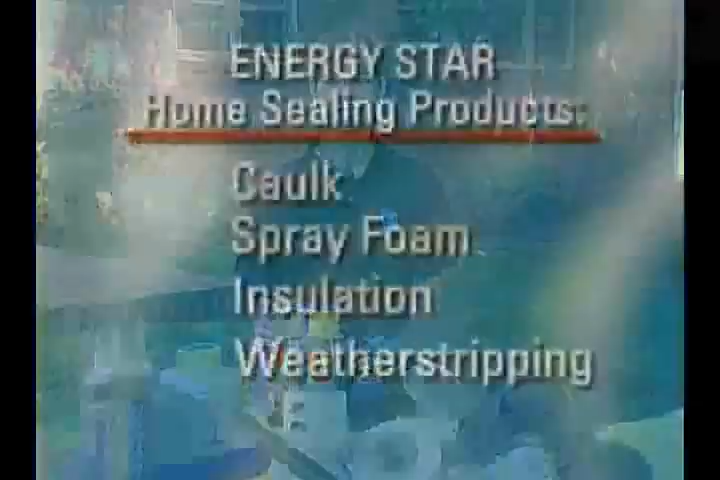 ENERGY STAR
Home Sealing Products:
Caulk
Spray Foam
Insulation
Weatherstripping